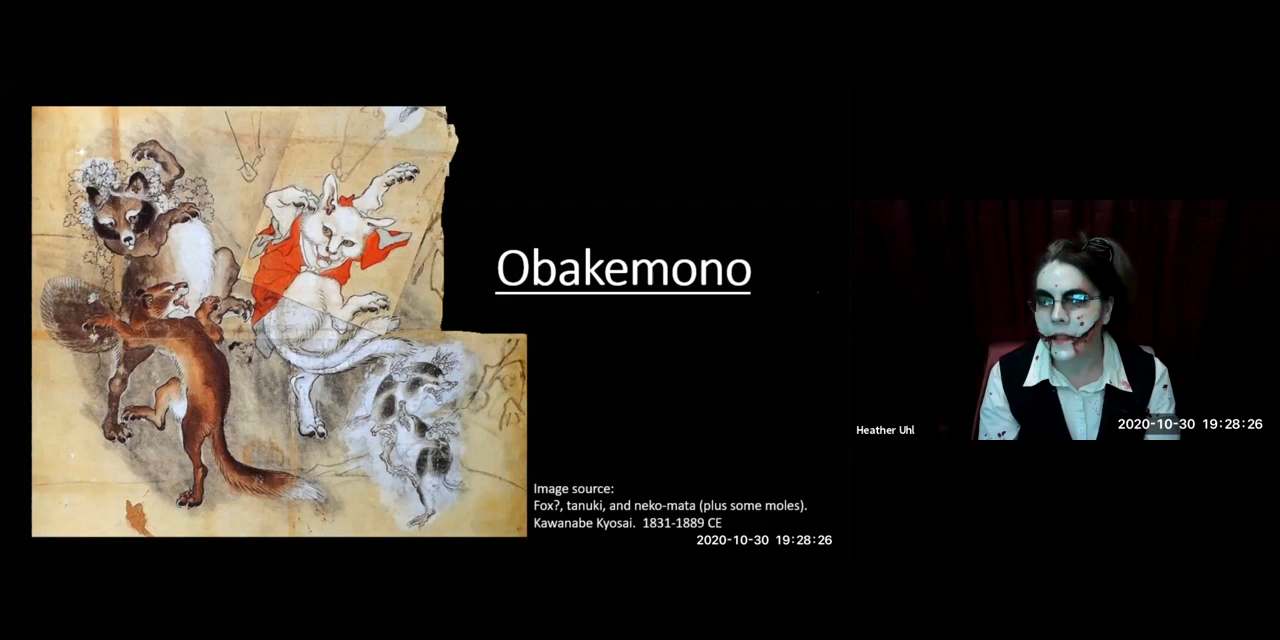 Obakemono
Image source:
Fox?, tanuki, and neko-mata (plus some moles).
Kawanabe Kyosai.  1831-1889 CE
2020-10-30 19:28:26
Heather Uhl
2020-10-30 19:28:26